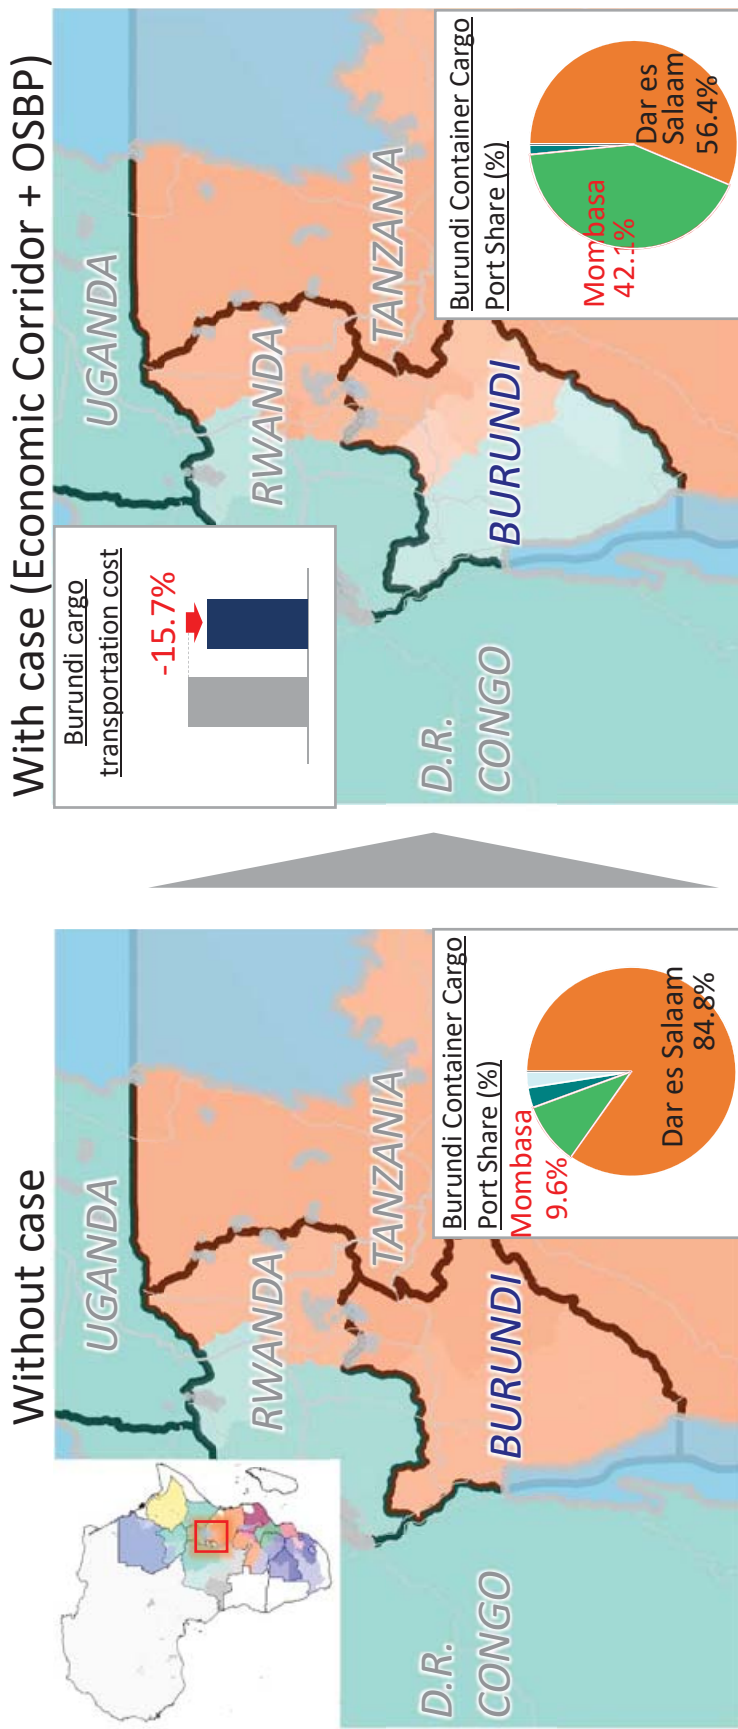 Without case
UGANDA
RWANDA
TANZANIA
BURUNDI
D.R.
CONGO
Burundi Container Cargo
Port Share (%)
Mombasa
9.6%
Dar es Salaam
84.8%
With case (Economic Corridor + OSBP)
Burundi cargo
transportation cost
-15.7%
UGANDA
RWANDA
TANZANIA
BURUNDI
D.R.
CONGO
Burundi Container Cargo
Port Share (%)
Mombasa
42.1%
Dar es
Salaam
56.4%